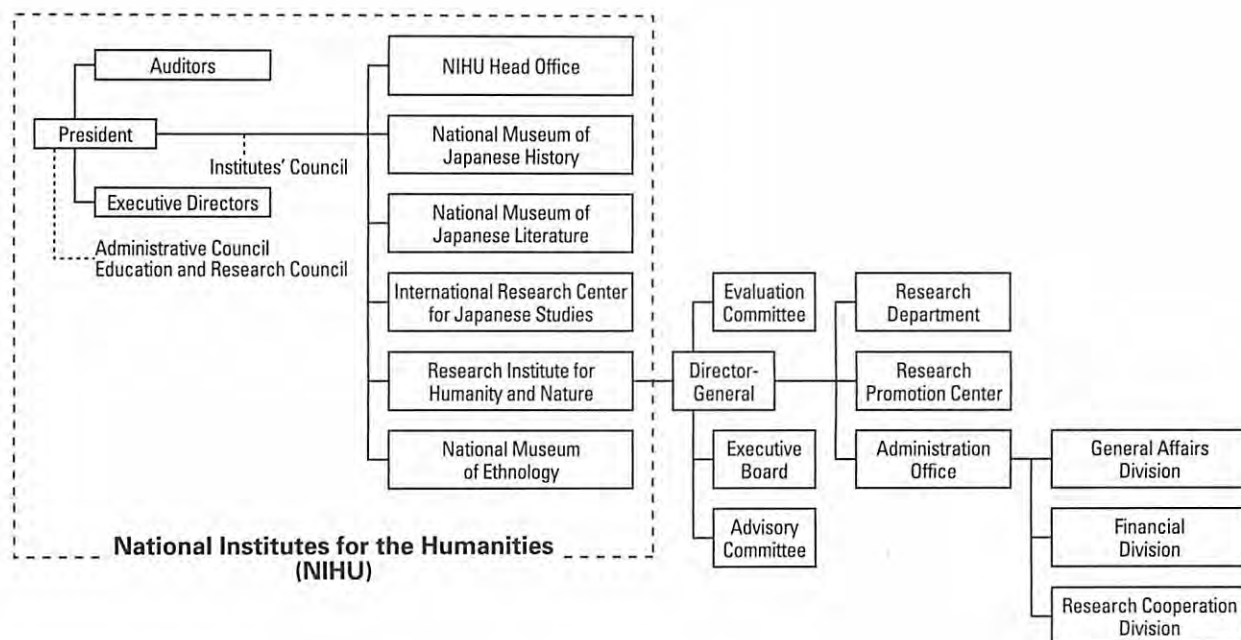 Auditors
President
Institutes' Council
Executive Directors
Administrative Council
Education and Research Council
NIHU Head Office
National Museum of
Japanese History
National Museum of
Japanese Literature
International Research Center
for Japanese Studies
Research Institute for
Humanity and Nature
National Museum
of Ethnology
National Institutes for the Humanities
(NIHU)
Evaluation
Committee
Director-
General
Executive
Board
Advisory
Committee
Research
Department
Research
Promotion Center
Administration
Office
General Affairs
Division
Financial
Division
Research Cooperation
Division